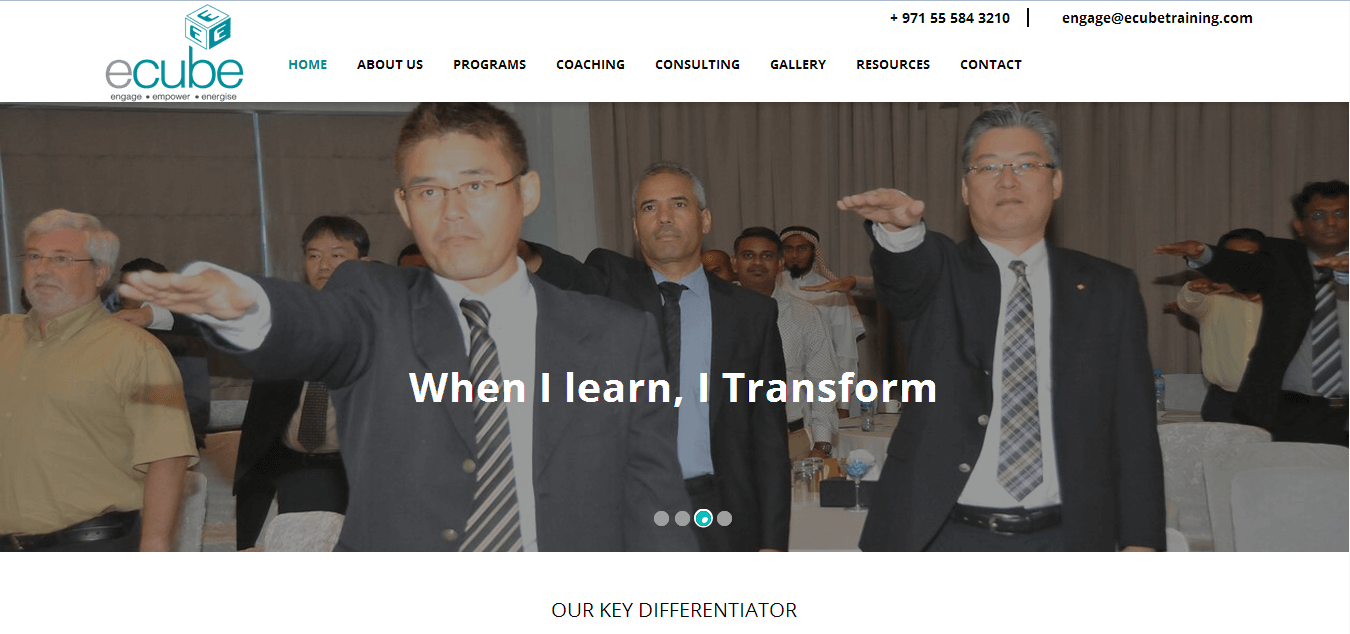 + 971 55 584 3210 engage@ecubetraining.com
E E E
ecube
engage • empower • energise
HOME ABOUT US PROGRAMS COACHING CONSULTING GALLERY RESOURCES CONTACT
When I learn, I Transform
OUR KEY DIFFERENTIATOR